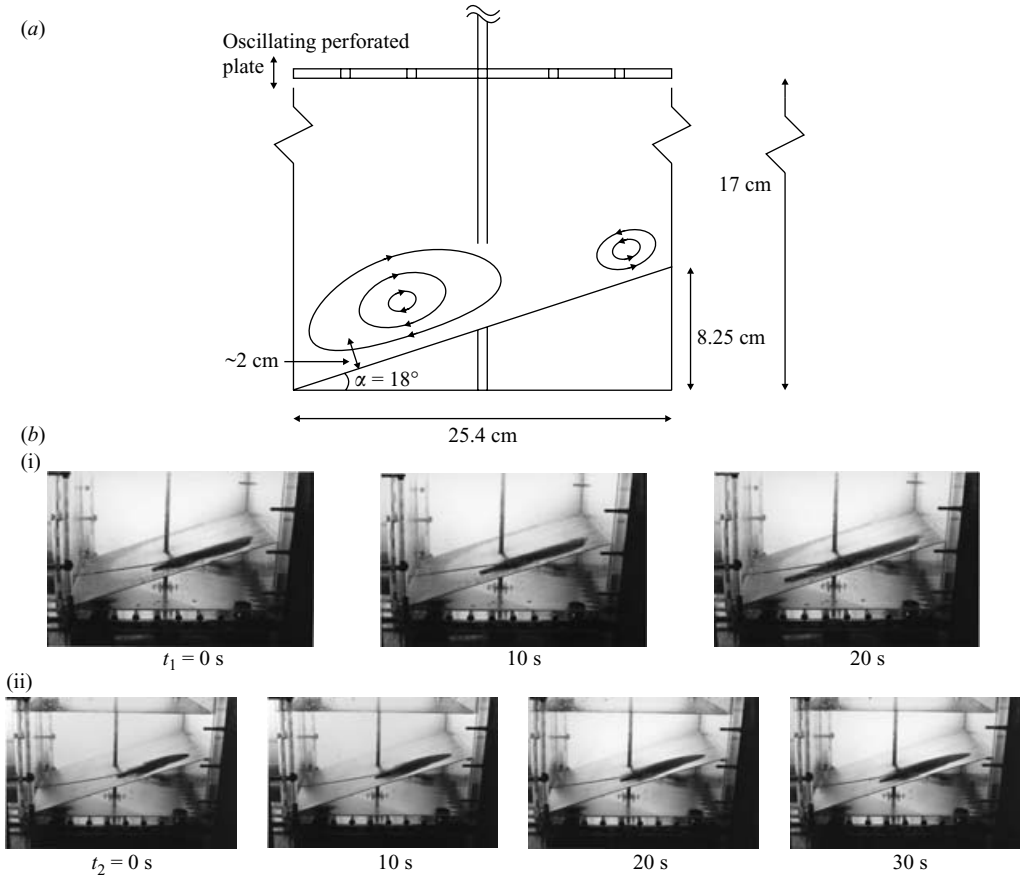 (a)
Oscillating perforated
plate
17 cm
8.25 cm
~2 cm
α = 18°
25.4 cm
(b)
(i)
t₁ = 0 s
10 s
20 s
(ii)
t₂ = 0 s
10 s
20 s
30 s